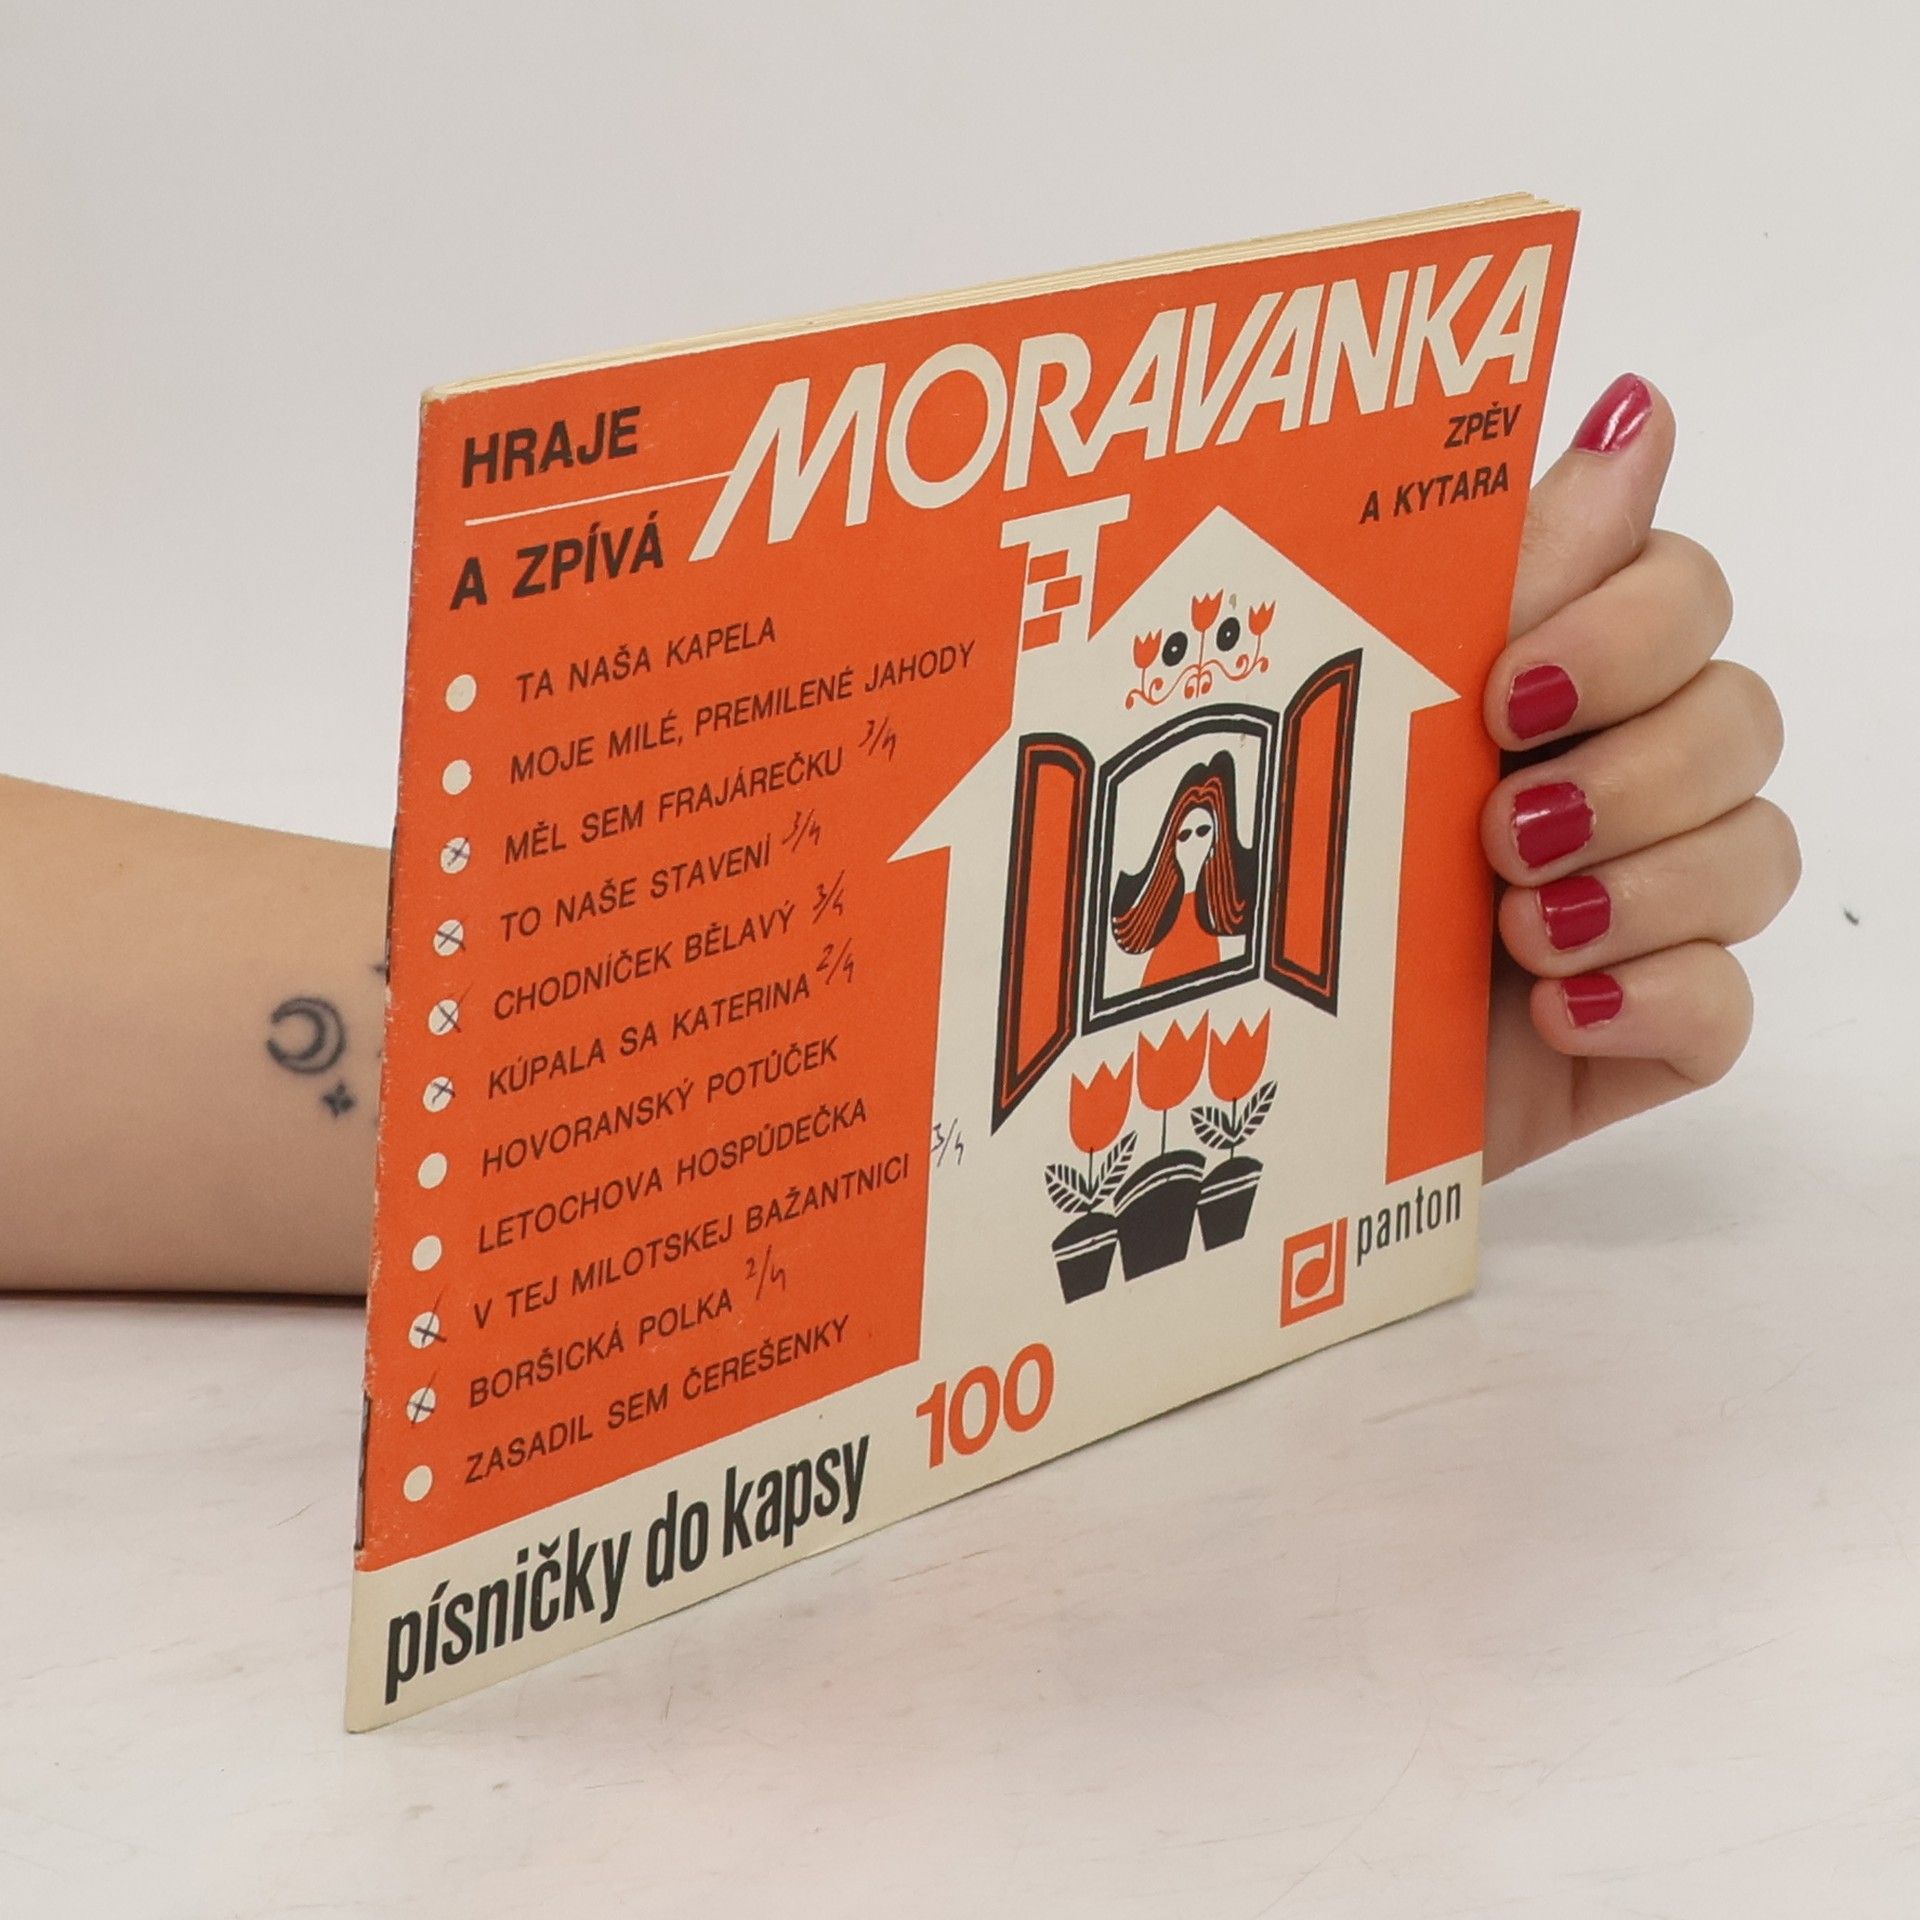 HRAJE
A ZPÍVÁ
MORAVANKA
ZPĚV
A KYTARA
TA NAŠA KAPELA
MOJE MILÉ, PREMILENÉ JAHODY
MĚL SEM FRAJÁREČKU 3/4
TO NAŠE STAVENÍ 3/4
CHODNÍČEK BĚLAVÝ 3/4
KÚPALA SA KATERINA 2/4
HOVORANSKÝ POTŮČEK
LETOCHOVA HOSPŮDEČKA
V TEJ MILOTSKEJ BAŽANTNICI 3/4
BORŠICKÁ POLKA 2/4
ZASADIL SEM ČEREŠENKY
panton
písničky do kapsy 100